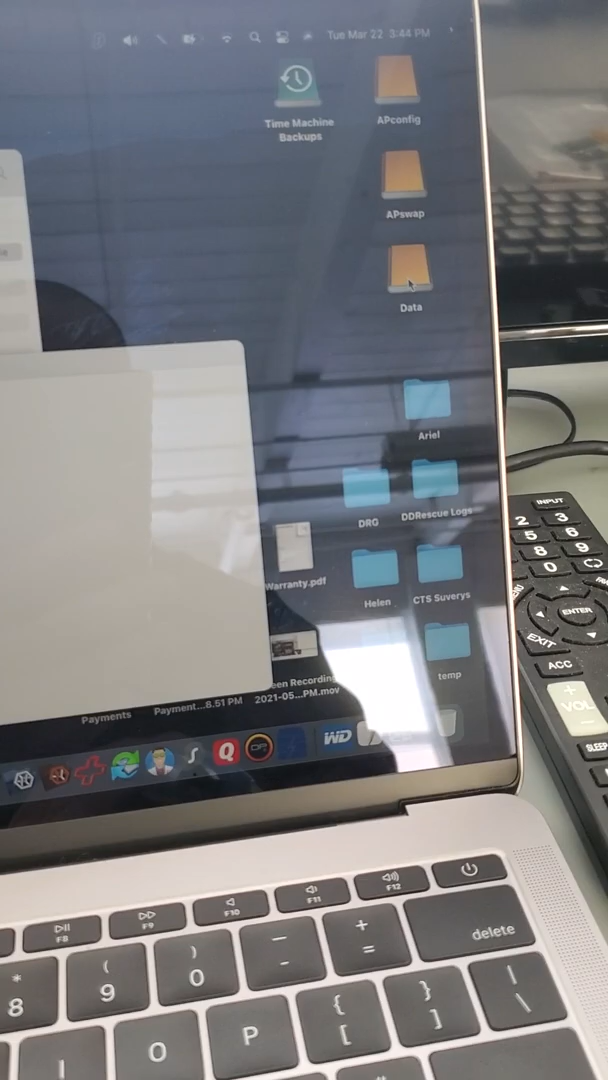 Tue Mar 22 3:44 PM
Time Machine
Backups
APconfig
APswap
Data
Ariel
DRG
DDRescue Logs
Warranty.pdf
Helen
CTS Suverys
een Recording
2021-05...PM.mov
temp
Payments
Payment...8.51 PM
Q
WD
F8
F9
F10
F11
F12
* 8
( 9
) 0
— -
+ =
delete
O
P
{ [
} ]
| \
INPUT
2 3
5 6
8 9
0
ENTER
EXIT
ACC
+
VOL
SLEEP